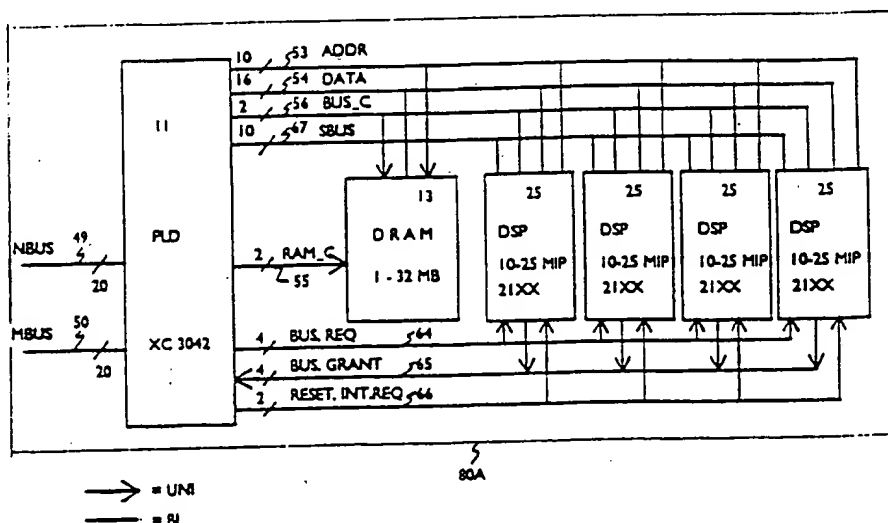 10 53 ADDR
16 54 DATA
2 56 BUS_C
10 67 SBUS
11
PLD
XC 3042
NBUS 49
20
MBUS 50
20
13
DRAM
1 - 32 MB
2 RAM_C
55
25
DSP
10-25 MIP
21XX
25
DSP
10-25 MIP
21XX
25
DSP
10-25 MIP
21XX
25
DSP
10-25 MIP
21XX
4 BUS. REQ 64
4 BUS. GRANT 65
2 RESET, INT.REQ 66
80A
= UNI
= BI